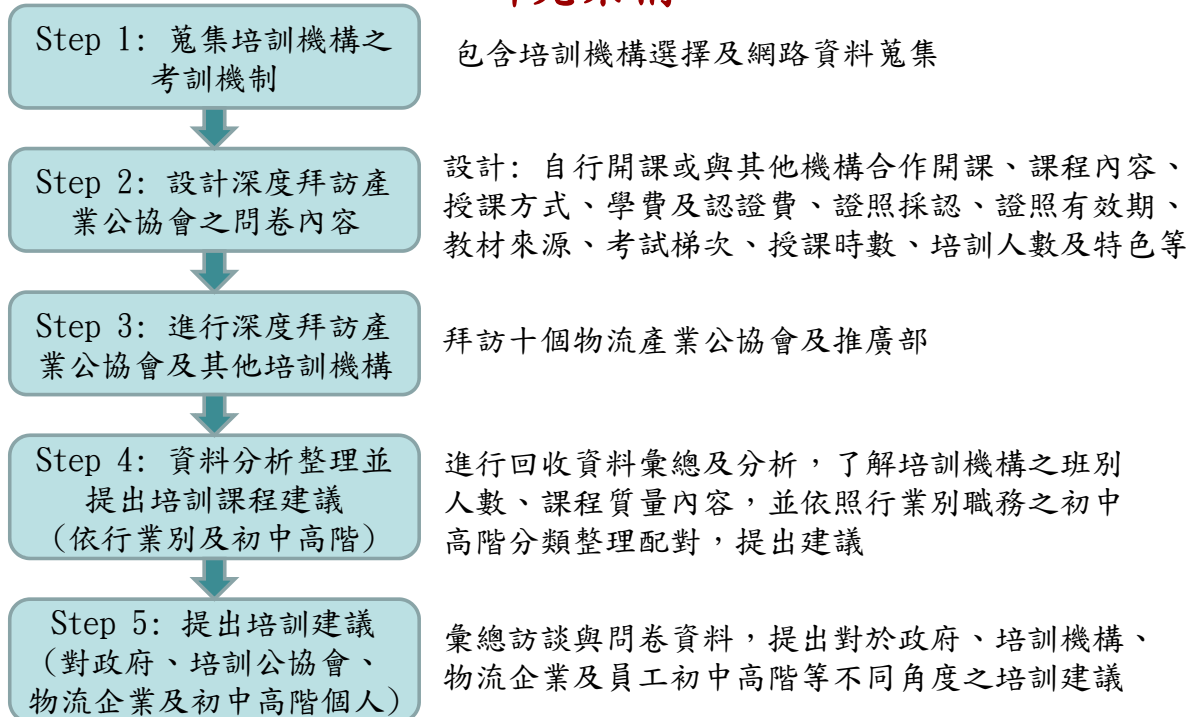 Step 1: 蒐集培訓機構之
考訓機制
包含培訓機構選擇及網路資料蒐集
Step 2: 設計深度拜訪產
業公協會之問卷內容
設計: 自行開課或與其他機構合作開課、課程內容、
授課方式、學費及認證費、證照採認、證照有效期、
教材來源、考試梯次、授課時數、培訓人數及特色等
Step 3: 進行深度拜訪產
業公協會及其他培訓機構
拜訪十個物流產業公協會及推廣部
Step 4: 資料分析整理並
提出培訓課程建議
(依行業別及初中高階)
進行回收資料彙總及分析，了解培訓機構之班別
人數、課程質量內容，並依照行業別職務之初中
高階分類整理配對，提出建議
Step 5: 提出培訓建議
(對政府、培訓公協會、
物流企業及初中高階個人)
彙總訪談與問卷資料，提出對於政府、培訓機構、
物流企業及員工初中高階等不同角度之培訓建議